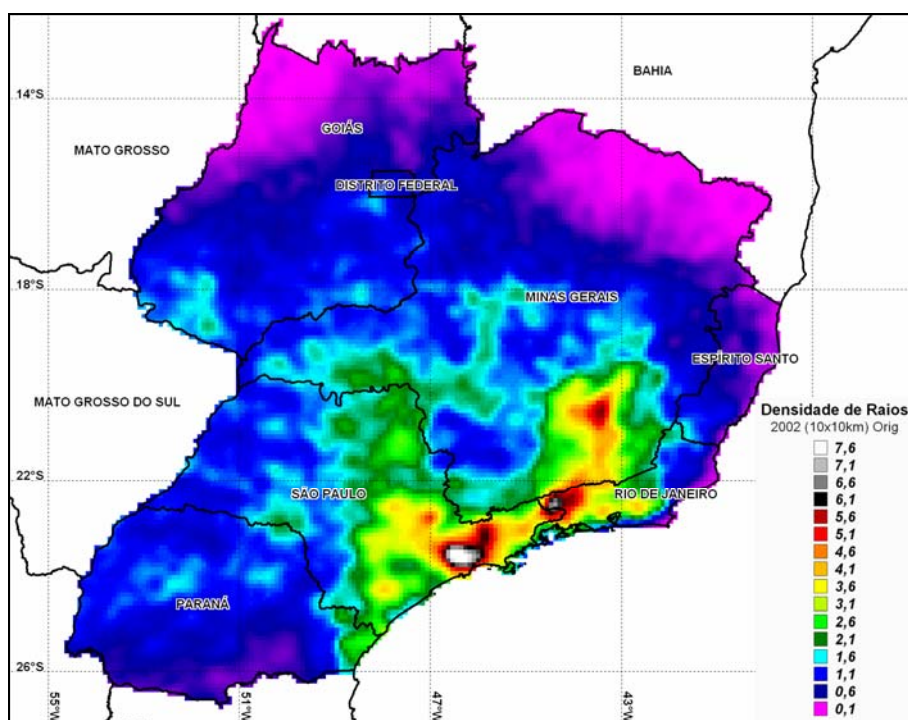 BAHIA
14°S
GOIÁS
MATO GROSSO
DISTRITO FEDERAL
18°S
MINAS GERAIS
ESPÍRITO SANTO
MATO GROSSO DO SUL
Densidade de Raios
2002 (10x10km) Orig
7,6
7,1
6,6
6,1
5,6
5,1
4,6
4,1
3,6
3,1
2,6
2,1
1,6
1,1
0,6
0,1
22°S
SÃO PAULO
RIO DE JANEIRO
PARANÁ
26°S
55°W
51°W
47°W
43°W